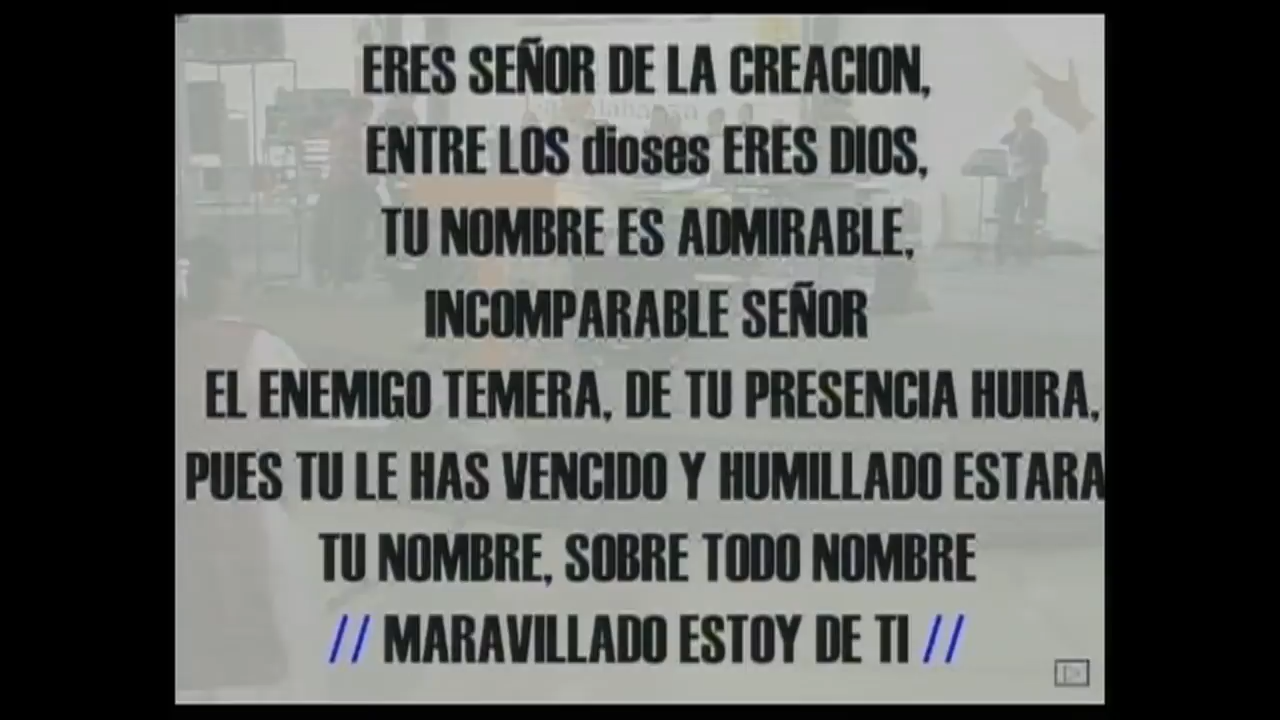 ERES SEÑOR DE LA CREACION,
ENTRE LOS dioses ERES DIOS,
TU NOMBRE ES ADMIRABLE,
INCOMPARABLE SEÑOR
EL ENEMIGO TEMERA, DE TU PRESENCIA HUIRA,
PUES TU LE HAS VENCIDO Y HUMILLADO ESTARA
TU NOMBRE, SOBRE TODO NOMBRE
// MARAVILLADO ESTOY DE TI //